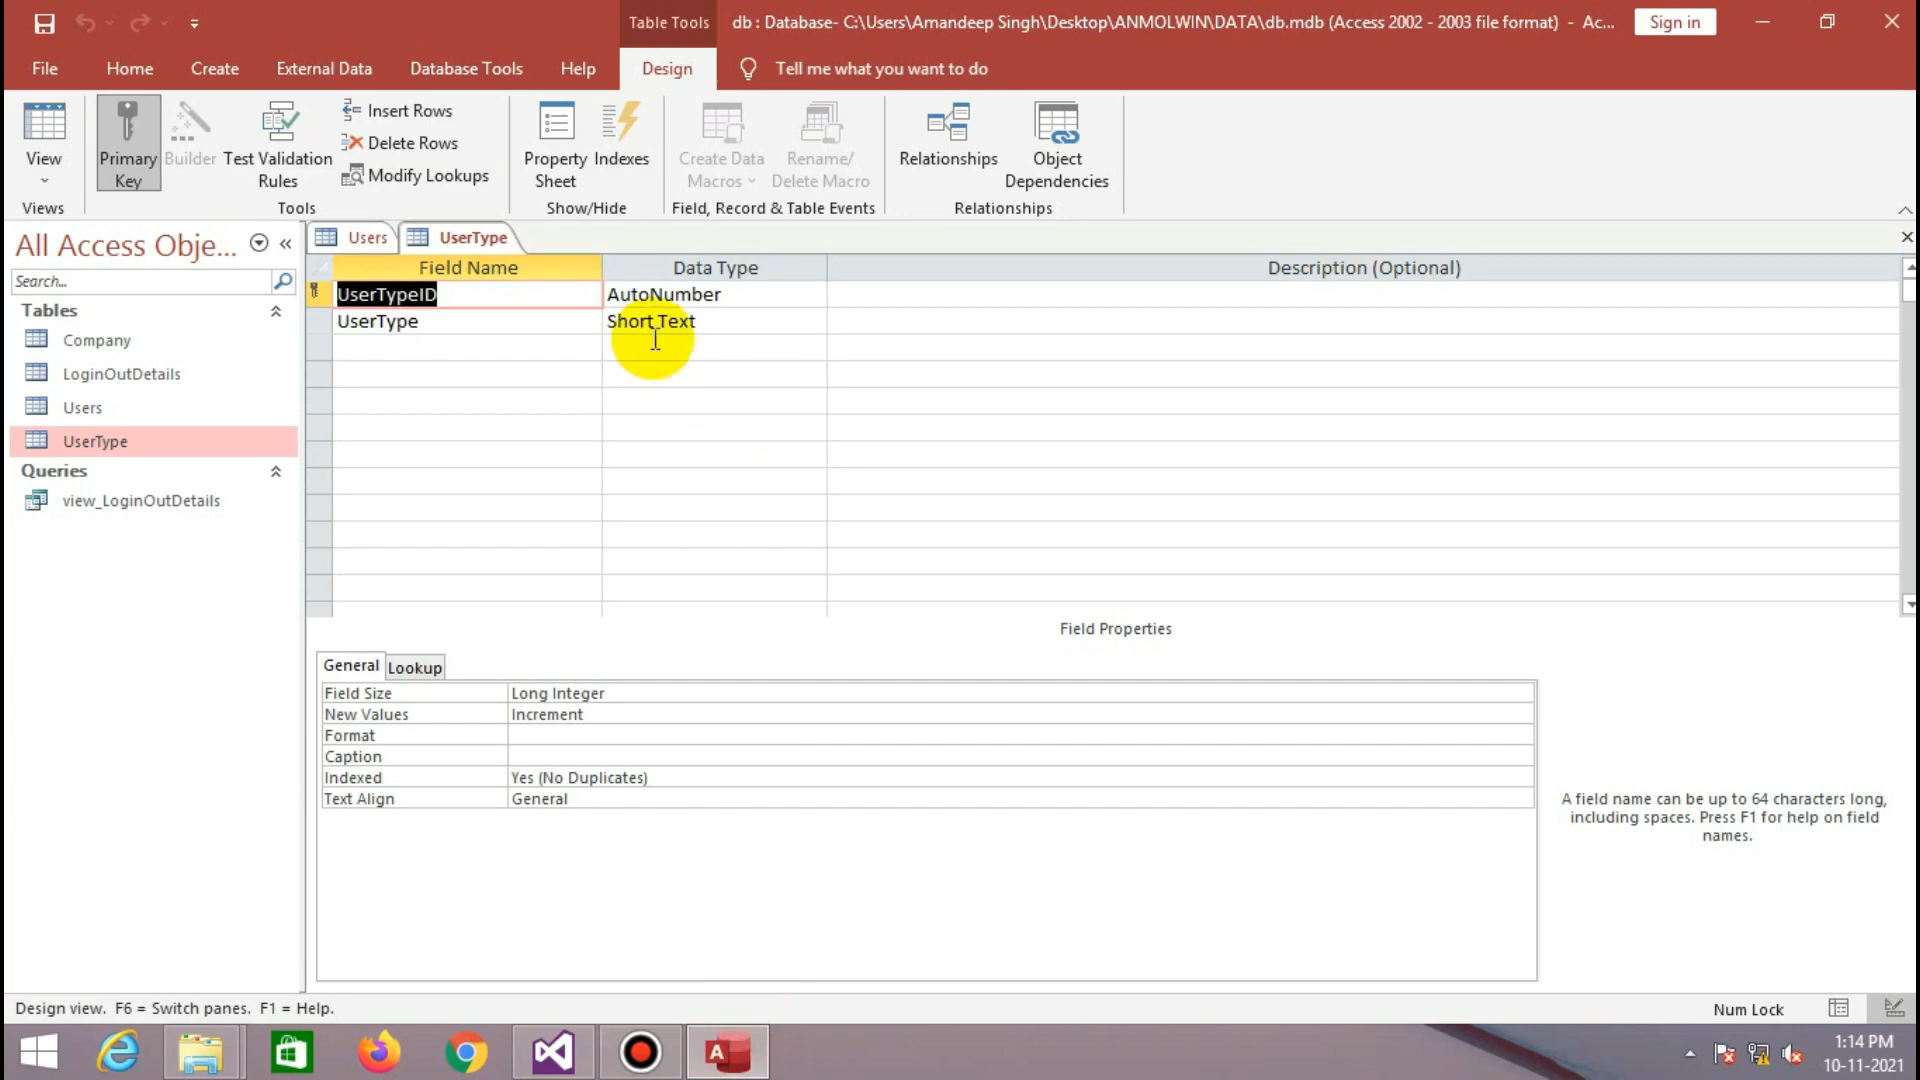 Table Tools
db : Database- C:\Users\Amandeep Singh\Desktop\ANMOLWIN\DATA\db.mdb (Access 2002 - 2003 file format) - Ac...
Sign in
File
Home
Create
External Data
Database Tools
Help
Design
Tell me what you want to do
View
Primary Key
Builder
Test Validation Rules
Insert Rows
Delete Rows
Modify Lookups
Property Sheet
Indexes
Create Data Macros
Rename/ Delete Macro
Relationships
Object Dependencies
Views
Tools
Show/Hide
Field, Record & Table Events
Relationships
All Access Obje...
Search...
Tables
Company
LoginOutDetails
Users
UserType
Queries
view_LoginOutDetails
Users
UserType
Field Name
Data Type
Description (Optional)
UserTypeID
AutoNumber
UserType
Short Text
Field Properties
General
Lookup
Field Size
Long Integer
New Values
Increment
Format
Caption
Indexed
Yes (No Duplicates)
Text Align
General
A field name can be up to 64 characters long,
including spaces. Press F1 for help on field
names.
Design view. F6 = Switch panes. F1 = Help.
Num Lock
A
1:14 PM
10-11-2021